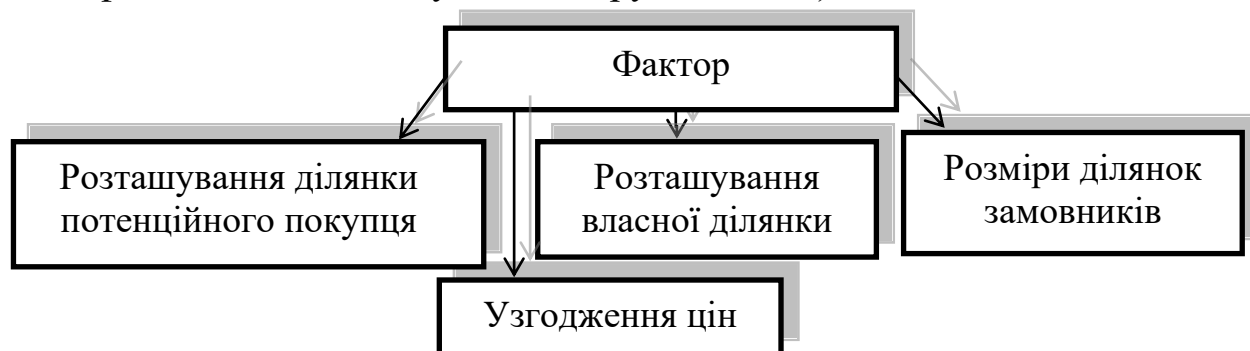 Фактор
Розташування ділянки
потенційного покупця
Розташування
власної ділянки
Розміри ділянок
замовників
Узгодження цін